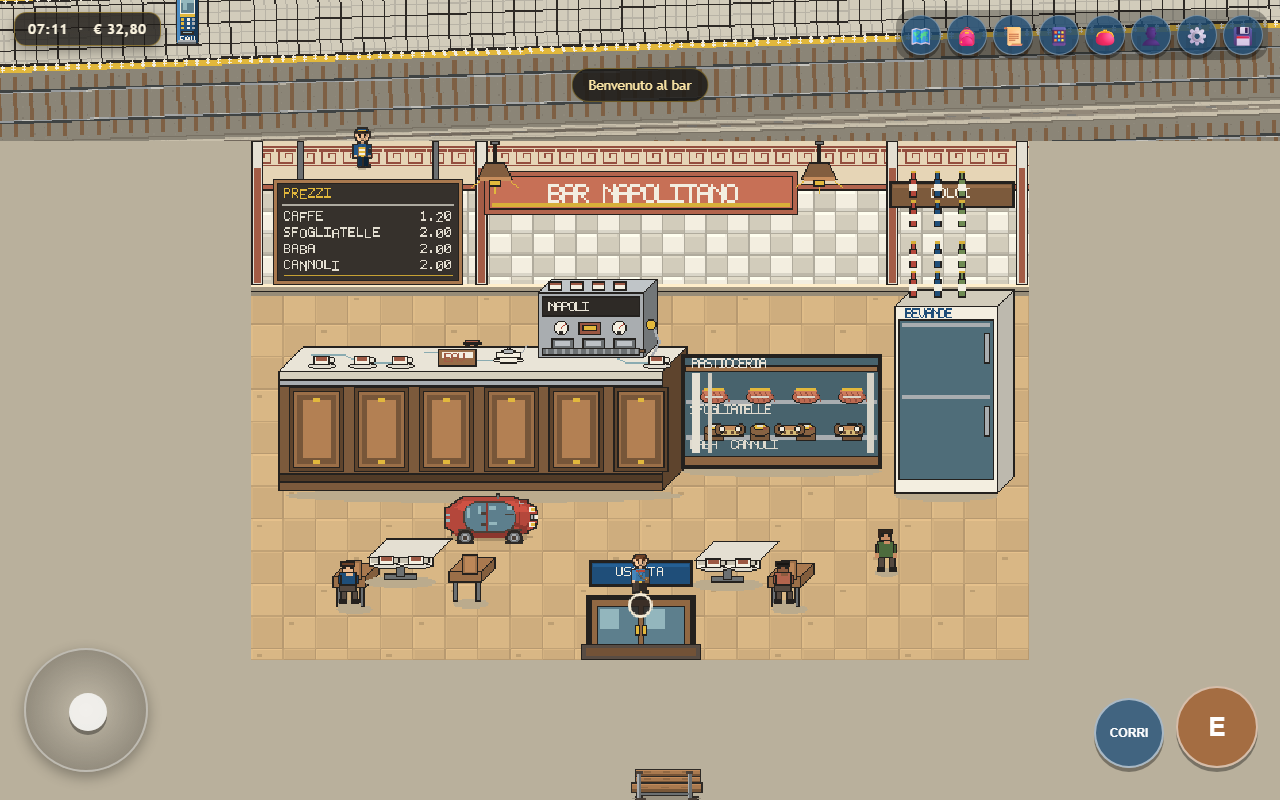 07:11 · € 32,80
Benvenuto al bar
PREZZI
CAFFE 1.20
SFOGLIATELLE 2.00
BABA 2.00
CANNOLI 2.00
BAR NAPOLITANO
NAPOLI
BEVANDE
PASTICCERIA
SFOGLIATELLE
CANNOLI
CORRI
E